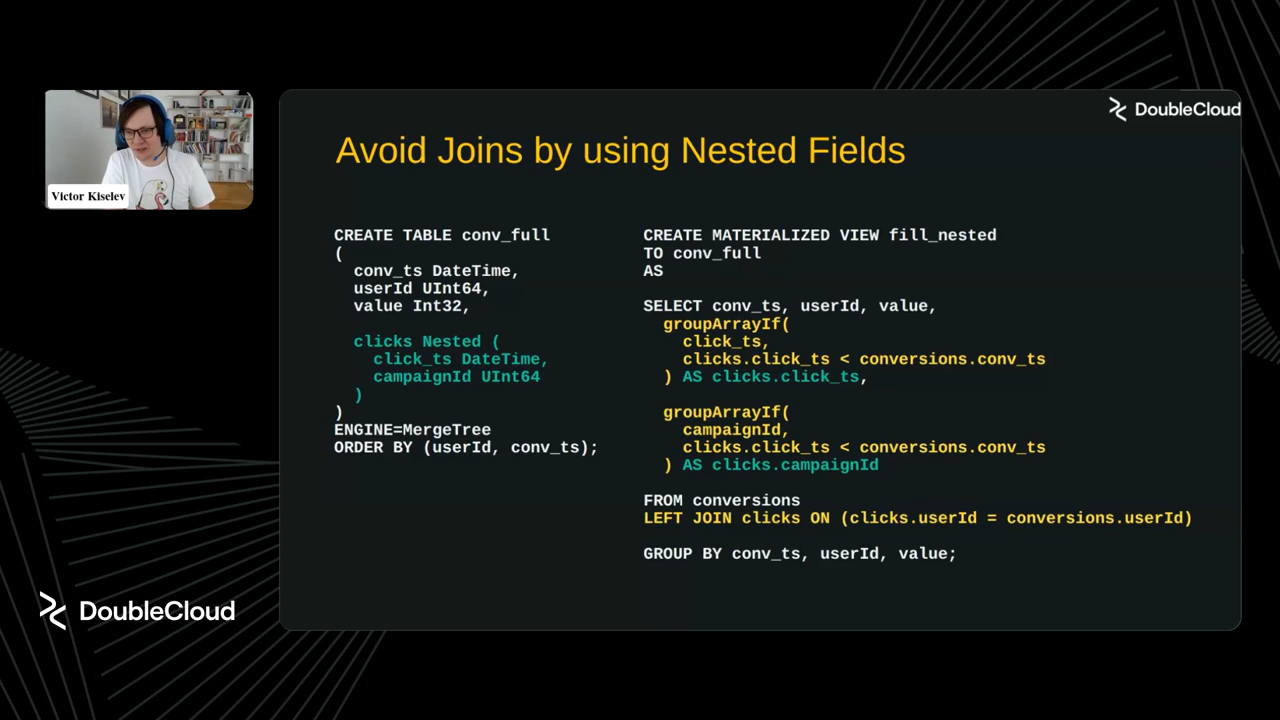 DoubleCloud
Avoid Joins by using Nested Fields
Victor Kiselev
CREATE TABLE conv_full
(
  conv_ts DateTime,
  userId UInt64,
  value Int32,
  clicks Nested (
    click_ts DateTime,
    campaignId UInt64
  )
)
ENGINE=MergeTree
ORDER BY (userId, conv_ts);
CREATE MATERIALIZED VIEW fill_nested
TO conv_full
AS
SELECT conv_ts, userId, value,
  groupArrayIf(
    click_ts,
    clicks.click_ts < conversions.conv_ts
  ) AS clicks.click_ts,
  groupArrayIf(
    campaignId,
    clicks.click_ts < conversions.conv_ts
  ) AS clicks.campaignId
FROM conversions
LEFT JOIN clicks ON (clicks.userId = conversions.userId)
GROUP BY conv_ts, userId, value;
DoubleCloud